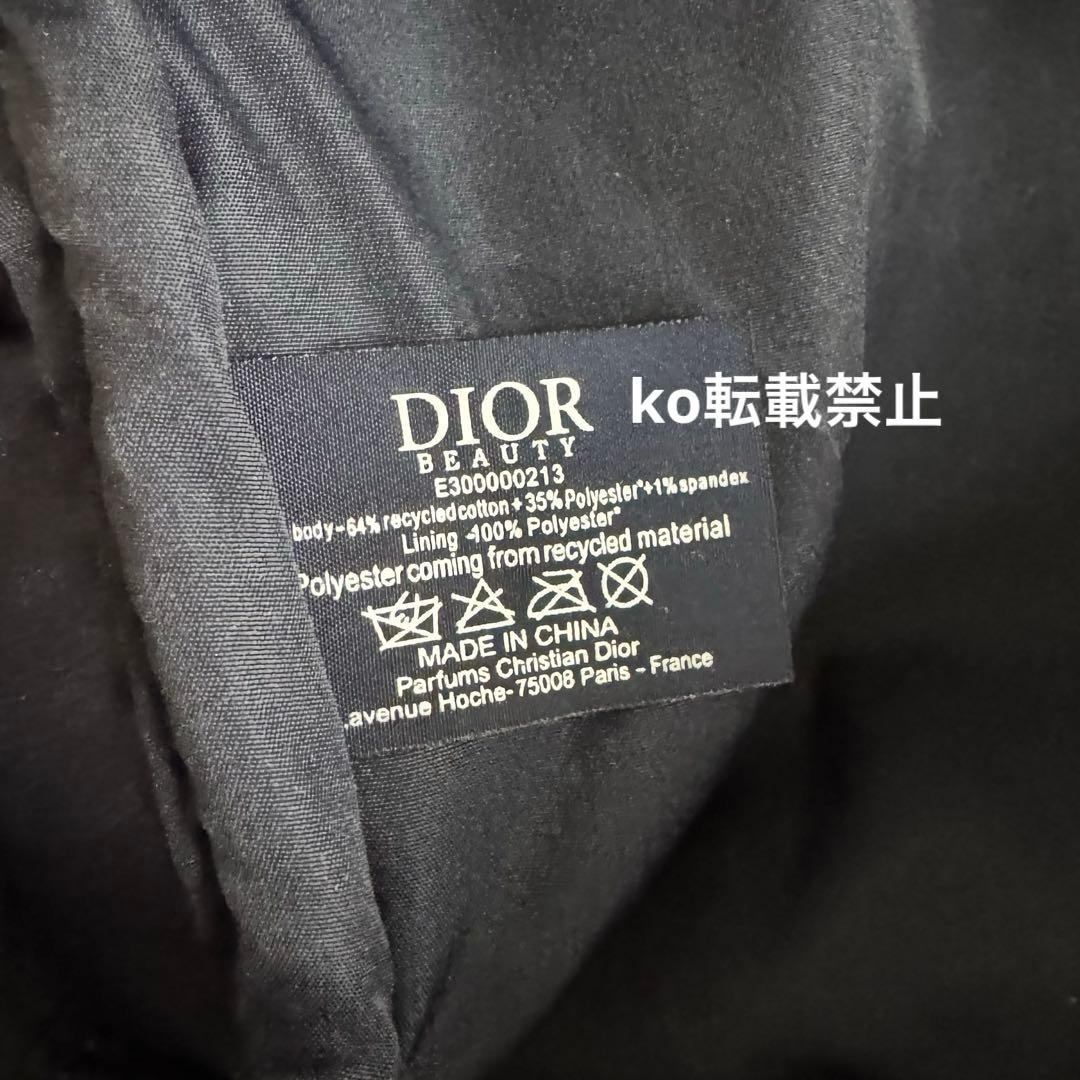 DIOR
BEAUTY
ko転載禁止
E300000213
body-64% recycled cotton+35%Polyester*+1%spandex
Lining -100% Polyester*
Polyester coming from recycled material
MADE IN CHINA
Parfums Christian Dior
avenue Hoche-75008 Paris - France